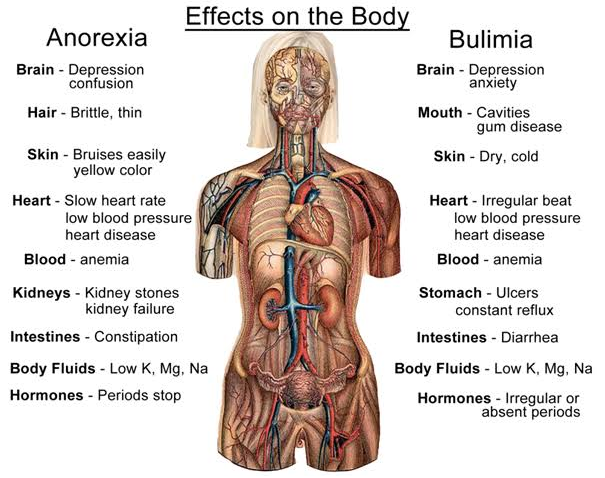 Effects on the Body
Anorexia
Brain - Depression
confusion
Hair - Brittle, thin
Skin - Bruises easily
yellow color
Heart - Slow heart rate
low blood pressure
heart disease
Blood - anemia
Kidneys - Kidney stones
kidney failure
Intestines - Constipation
Body Fluids - Low K, Mg, Na
Hormones - Periods stop
Bulimia
Brain - Depression
anxiety
Mouth - Cavities
gum disease
Skin - Dry, cold
Heart - Irregular beat
low blood pressure
heart disease
Blood - anemia
Stomach - Ulcers
constant reflux
Intestines - Diarrhea
Body Fluids - Low K, Mg, Na
Hormones - Irregular or
absent periods